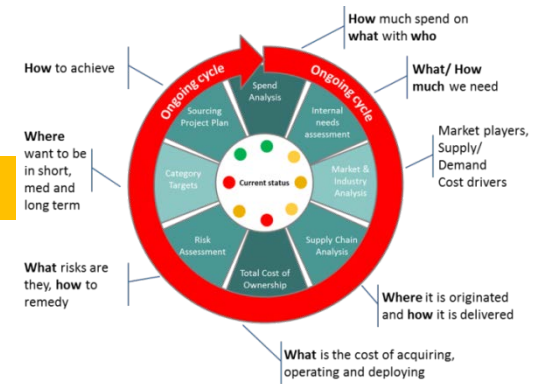 How much spend on
what with who
How to achieve
What/ How
much we need
Ongoing cycle
Ongoing cycle
Spend
Analysis
Sourcing
Project Plan
Internal
needs
assessment
Where
want to be
in short,
med and
long term
Market players,
Supply/
Demand
Cost drivers
Category
Targets
Current status
Market &
Industry
Analysis
Risk
Assessment
Supply Chain
Analysis
Total Cost of
Ownership
What risks are
they, how to
remedy
Where it is originated
and how it is delivered
What is the cost of acquiring,
operating and deploying